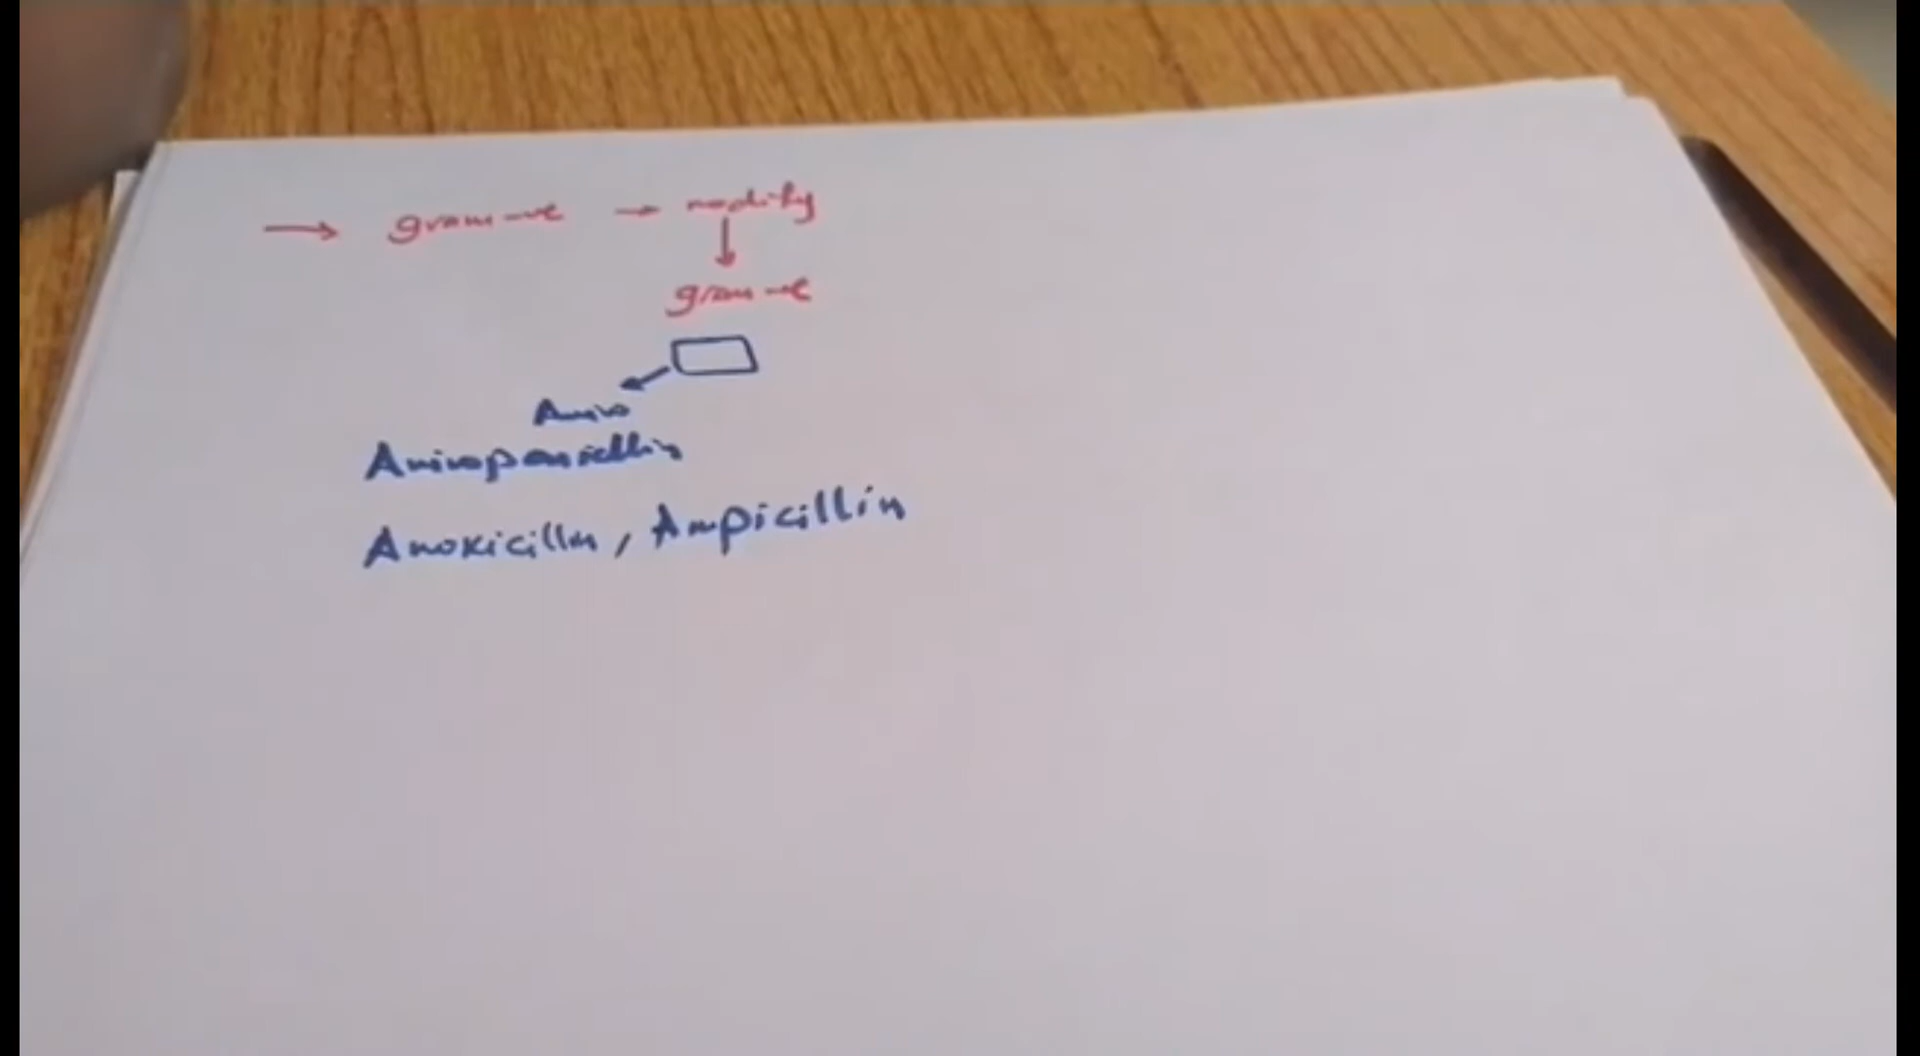 → gram -ve → modify
↓
gram -ve
Amino
Aminopenicillin
Amoxicillin, Ampicillin